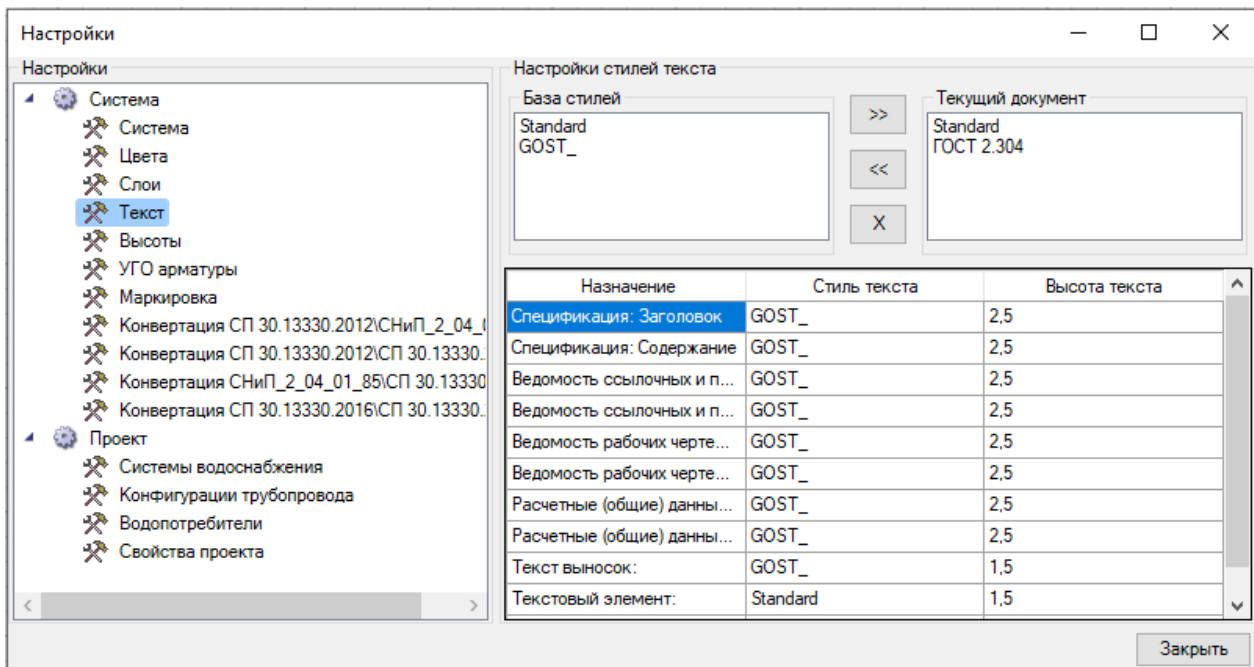 Настройки
Настройки
Система
Система
Цвета
Слои
Текст
Высоты
УГО арматуры
Маркировка
Конвертация СП 30.13330.2012\СНиП_2_04_
Конвертация СП 30.13330.2012\СП 30.13330.
Конвертация СНиП_2_04_01_85\СП 30.13330
Конвертация СП 30.13330.2016\СП 30.13330.
Проект
Системы водоснабжения
Конфигурации трубопровода
Водопотребители
Свойства проекта
Настройки стилей текста
База стилей
Standard
GOST_
>>
<<
X
Текущий документ
Standard
ГОСТ 2.304
Назначение Стиль текста Высота текста
Спецификация: Заголовок GOST_ 2,5
Спецификация: Содержание GOST_ 2,5
Ведомость ссылочных и п... GOST_ 2,5
Ведомость ссылочных и п... GOST_ 2,5
Ведомость рабочих черте... GOST_ 2,5
Ведомость рабочих черте... GOST_ 2,5
Расчетные (общие) данны... GOST_ 2,5
Расчетные (общие) данны... GOST_ 2,5
Текст выносок: GOST_ 1,5
Текстовый элемент: Standard 1,5
Закрыть